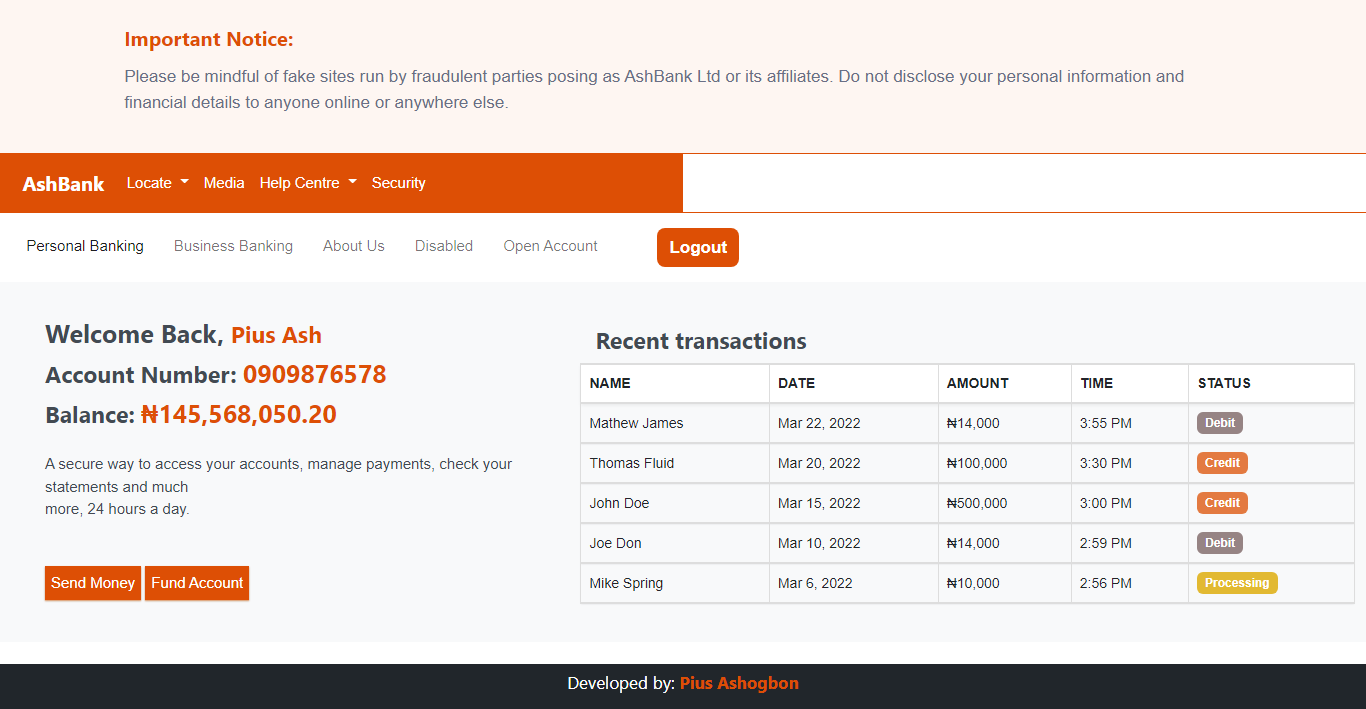 Important Notice:
Please be mindful of fake sites run by fraudulent parties posing as AshBank Ltd or its affiliates. Do not disclose your personal information and
financial details to anyone online or anywhere else.
AshBank Locate Media Help Centre Security
Personal Banking Business Banking About Us Disabled Open Account Logout
Welcome Back, Pius Ash
Account Number: 0909876578
Balance: ₦145,568,050.20
A secure way to access your accounts, manage payments, check your
statements and much
more, 24 hours a day.
Send Money Fund Account
Recent transactions
NAME DATE AMOUNT TIME STATUS
Mathew James Mar 22, 2022 ₦14,000 3:55 PM Debit
Thomas Fluid Mar 20, 2022 ₦100,000 3:30 PM Credit
John Doe Mar 15, 2022 ₦500,000 3:00 PM Credit
Joe Don Mar 10, 2022 ₦14,000 2:59 PM Debit
Mike Spring Mar 6, 2022 ₦10,000 2:56 PM Processing
Developed by: Pius Ashogbon